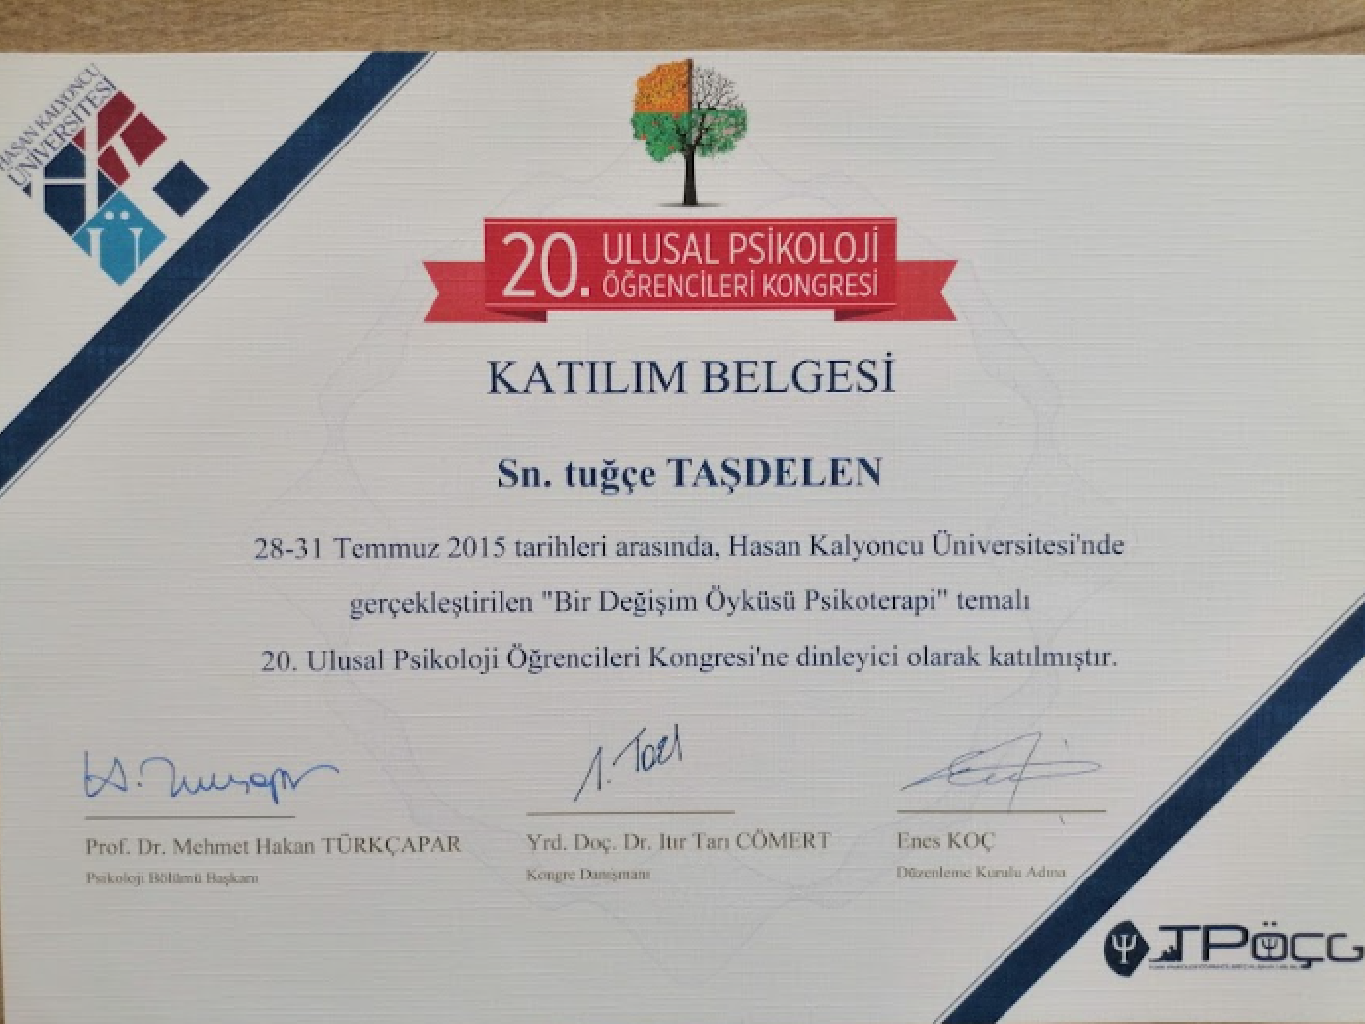 HASAN KALYONCU
ÜNİVERSİTESİ
20. ULUSAL PSİKOLOJİ
ÖĞRENCİLERİ KONGRESİ
KATILIM BELGESİ
Sn. tuğçe TAŞDELEN
28-31 Temmuz 2015 tarihleri arasında, Hasan Kalyoncu Üniversitesi'nde
gerçekleştirilen "Bir Değişim Öyküsü Psikoterapi" temalı
20. Ulusal Psikoloji Öğrencileri Kongresi'ne dinleyici olarak katılmıştır.
Prof. Dr. Mehmet Hakan TÜRKÇAPAR
Psikoloji Bölümü Başkanı
Yrd. Doç. Dr. Itır Tarı CÖMERT
Kongre Danışmanı
Enes KOÇ
Düzenleme Kurulu Adına
TPÖÇG